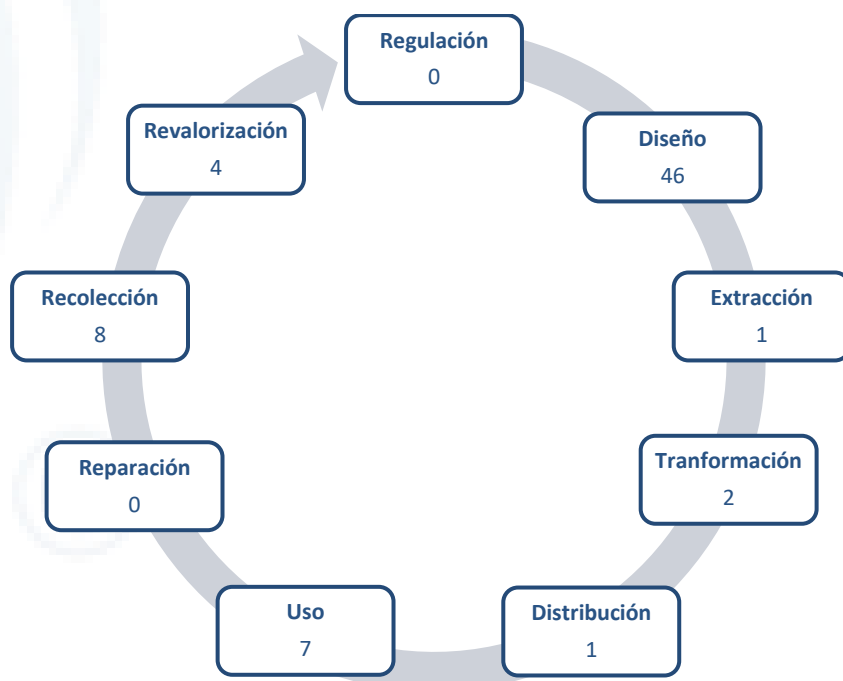 Regulación
0
Diseño
46
Extracción
1
Tranformación
2
Distribución
1
Uso
7
Reparación
0
Recolección
8
Revalorización
4